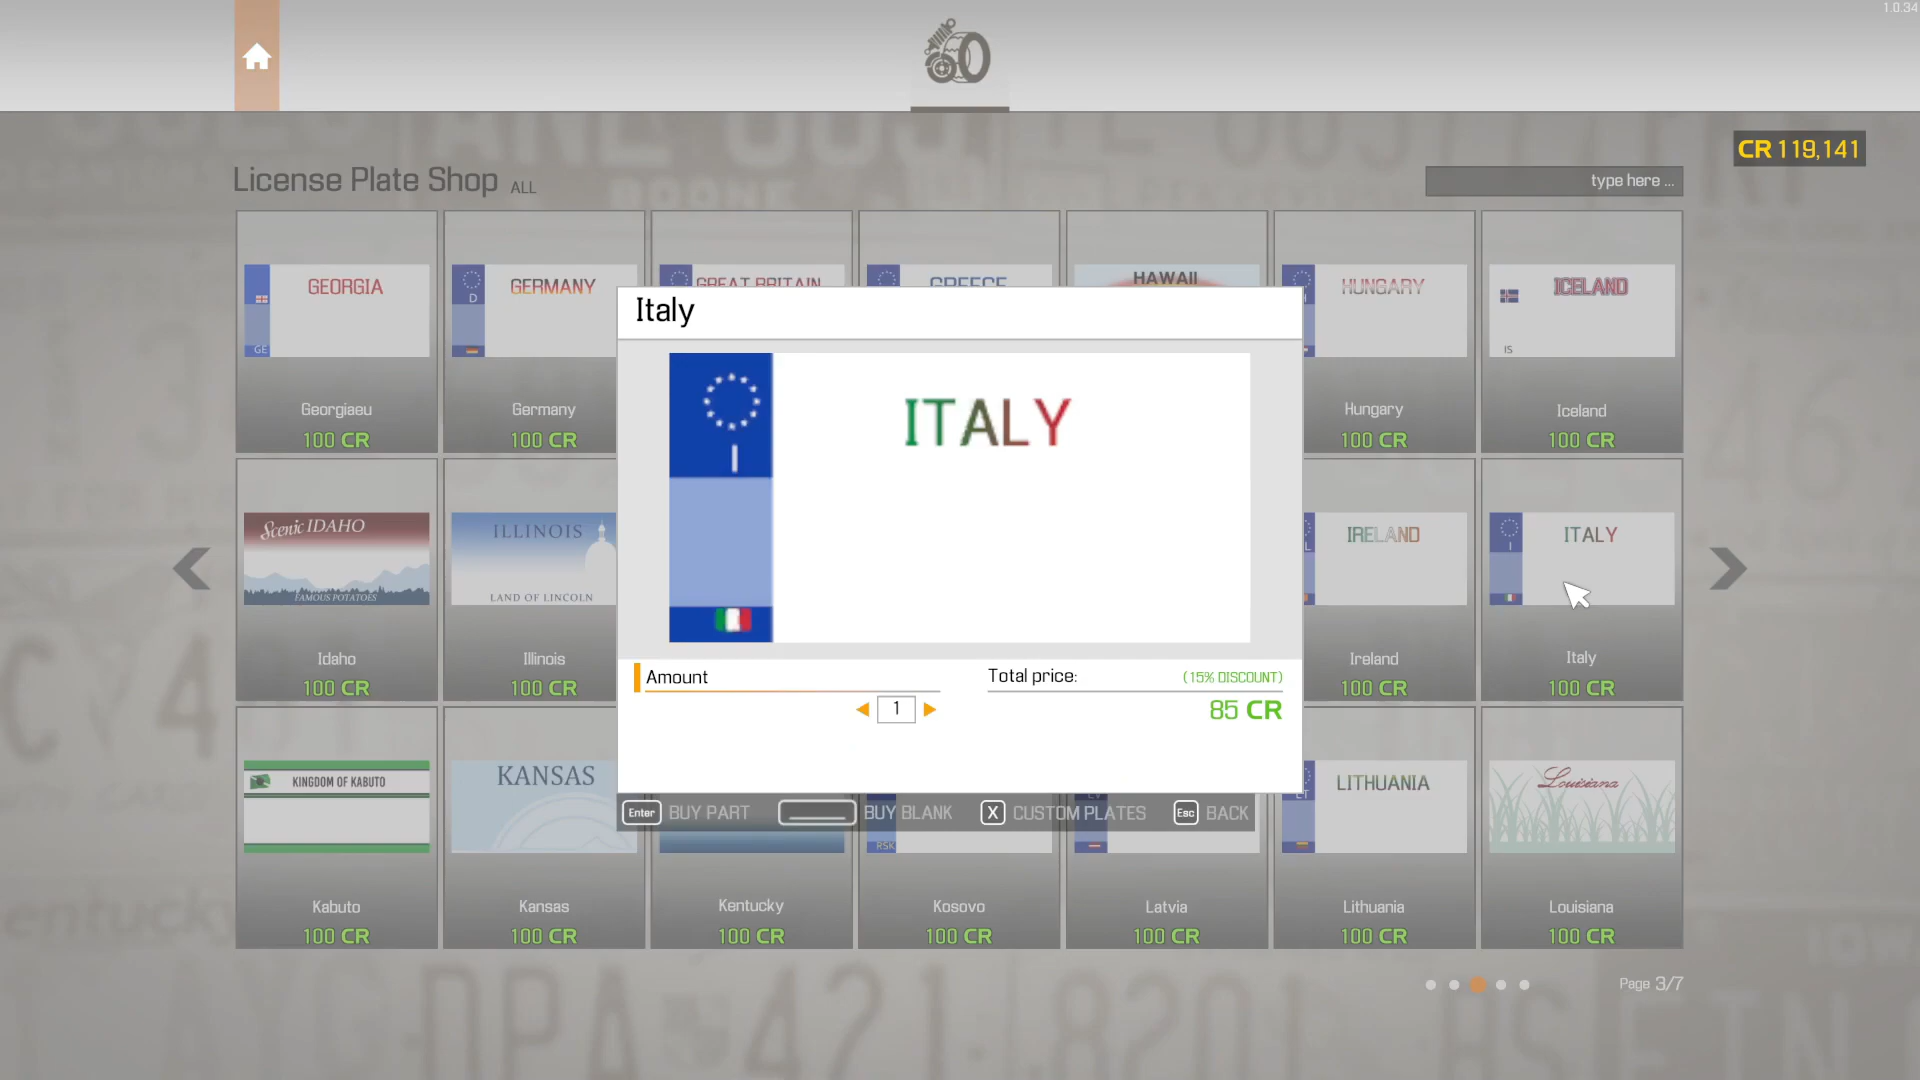 1.0.34
CR 119,141
License Plate Shop ALL
type here ...
GEORGIA
GE
Georgiaeu
100 CR
D
GERMANY
Germany
100 CR
GREAT BRITAIN
GREECE
HAWAII
HUNGARY
Hungary
100 CR
ICELAND
IS
Iceland
100 CR
Italy
I
ITALY
Amount
1
Total price:
(15% DISCOUNT)
85 CR
Enter BUY PART
BUY BLANK
X CUSTOM PLATES
Esc BACK
Scenic IDAHO
FAMOUS POTATOES
Idaho
100 CR
ILLINOIS
LAND OF LINCOLN
Illinois
100 CR
IRELAND
Ireland
100 CR
I
ITALY
Italy
100 CR
KINGDOM OF KABUTO
Kabuto
100 CR
KANSAS
Kansas
100 CR
Kentucky
100 CR
RSK
Kosovo
100 CR
LV
Latvia
100 CR
LT
LITHUANIA
Lithuania
100 CR
Louisiana
Louisiana
100 CR
Page 3/7